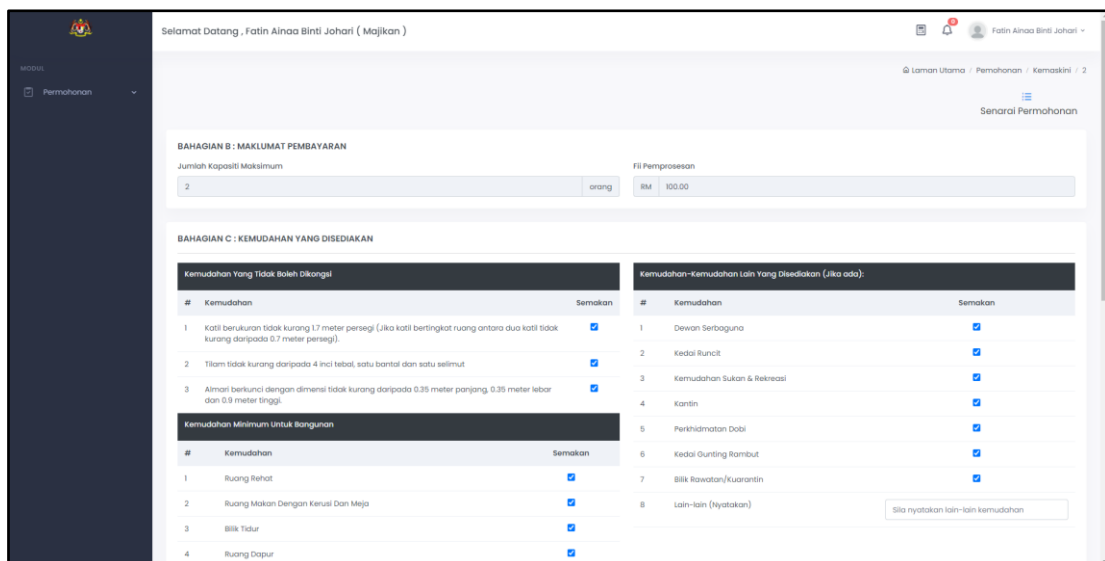 Selamat Datang , Fatin Ainaa Binti Johari ( Majikan )
0
Fatin Ainaa Binti Johari
MODUL
Permohonan
Laman Utama / Pemohonan / Kemaskini / 2
Senarai Permohonan
BAHAGIAN B : MAKLUMAT PEMBAYARAN
Jumlah Kapasiti Maksimum
2 orang
Fii Pemprosesan
RM 100.00
BAHAGIAN C : KEMUDAHAN YANG DISEDIAKAN
Kemudahan Yang Tidak Boleh Dikongsi
# Kemudahan Semakan
1 Katil berukuran tidak kurang 1.7 meter persegi (Jika katil bertingkat ruang antara dua katil tidak
kurang daripada 0.7 meter persegi).
2 Tilam tidak kurang daripada 4 inci tebal, satu bantal dan satu selimut
3 Almari berkunci dengan dimensi tidak kurang daripada 0.35 meter panjang, 0.35 meter lebar
dan 0.9 meter tinggi.
Kemudahan Minimum Untuk Bangunan
# Kemudahan Semakan
1 Ruang Rehat
2 Ruang Makan Dengan Kerusi Dan Meja
3 Bilik Tidur
4 Ruang Dapur
Kemudahan-Kemudahan Lain Yang Disediakan (Jika ada):
# Kemudahan Semakan
1 Dewan Serbaguna
2 Kedai Runcit
3 Kemudahan Sukan & Rekreasi
4 Kantin
5 Perkhidmatan Dobi
6 Kedai Gunting Rambut
7 Bilik Rawatan/Kuarantin
8 Lain-lain (Nyatakan) Sila nyatakan lain-lain kemudahan